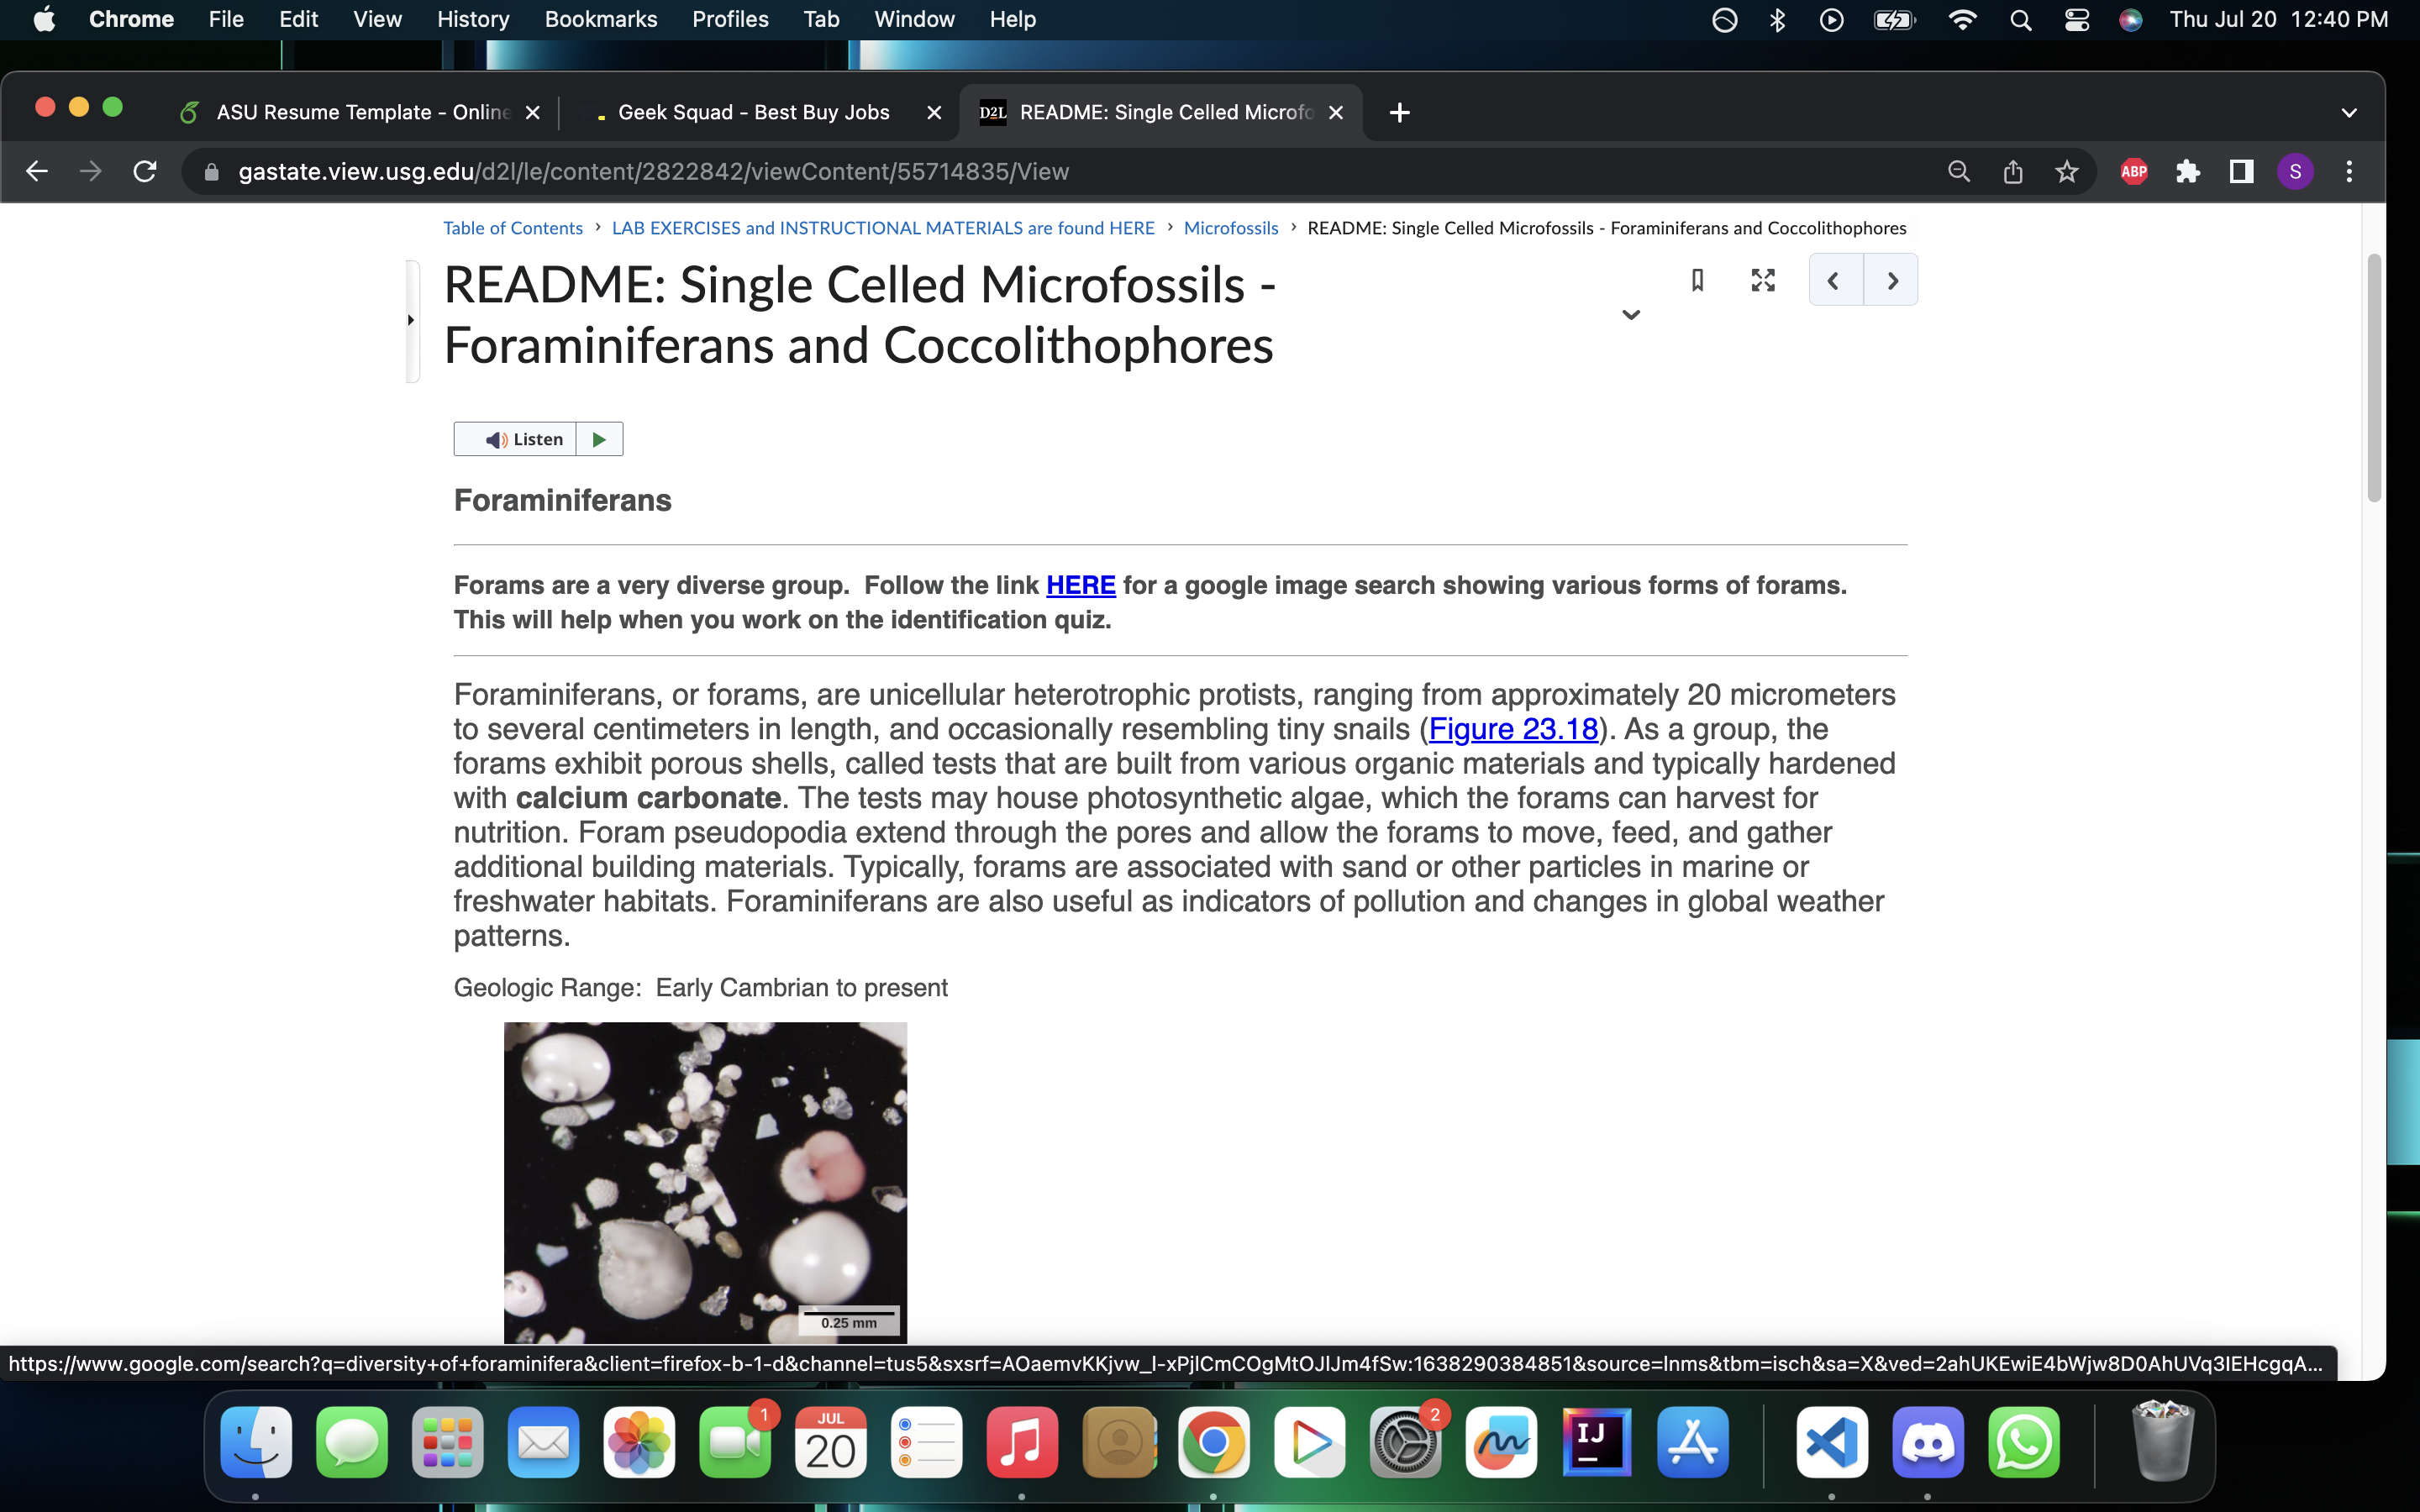 Chrome File Edit View History Bookmarks Profiles Tab Window Help Thu Jul 20 12:40 PM
ASU Resume Template - Online Geek Squad - Best Buy Jobs D2L README: Single Celled Microfo
gastate.view.usg.edu/d2l/le/content/2822842/viewContent/55714835/View ABP S
Table of Contents › LAB EXERCISES and INSTRUCTIONAL MATERIALS are found HERE › Microfossils › README: Single Celled Microfossils - Foraminiferans and Coccolithophores
README: Single Celled Microfossils -
Foraminiferans and Coccolithophores
Listen
Foraminiferans
Forams are a very diverse group. Follow the link HERE for a google image search showing various forms of forams.
This will help when you work on the identification quiz.
Foraminiferans, or forams, are unicellular heterotrophic protists, ranging from approximately 20 micrometers
to several centimeters in length, and occasionally resembling tiny snails (Figure 23.18). As a group, the
forams exhibit porous shells, called tests that are built from various organic materials and typically hardened
with calcium carbonate. The tests may house photosynthetic algae, which the forams can harvest for
nutrition. Foram pseudopodia extend through the pores and allow the forams to move, feed, and gather
additional building materials. Typically, forams are associated with sand or other particles in marine or
freshwater habitats. Foraminiferans are also useful as indicators of pollution and changes in global weather
patterns.
Geologic Range: Early Cambrian to present
0.25 mm
https://www.google.com/search?q=diversity+of+foraminifera&client=firefox-b-1-d&channel=tus5&sxsrf=AOaemvKKjvw_I-xPjlCmCOgMtOJlJm4fSw:1638290384851&source=lnms&tbm=isch&sa=X&ved=2ahUKEwiE4bWjw8D0AhUVq3IEHcgqA...
1 JUL 2
20 IJ